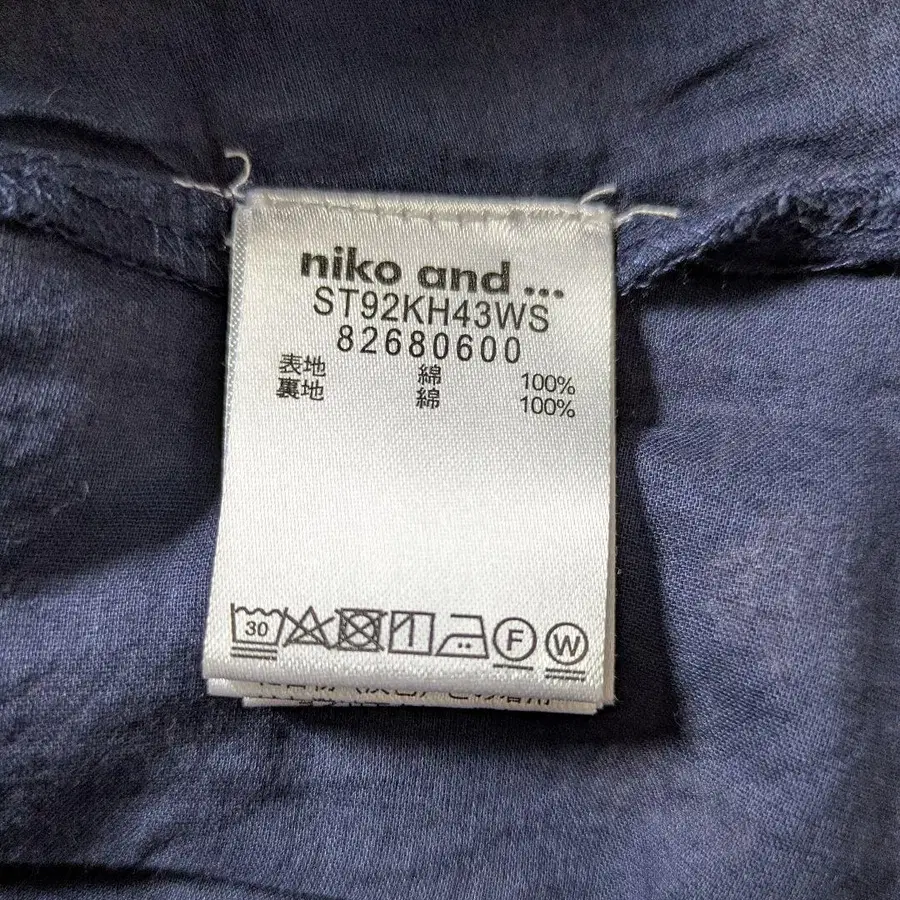 niko and ...
ST92KH43WS
82680600
表地 綿 100%
裏地 綿 100%
30 F W